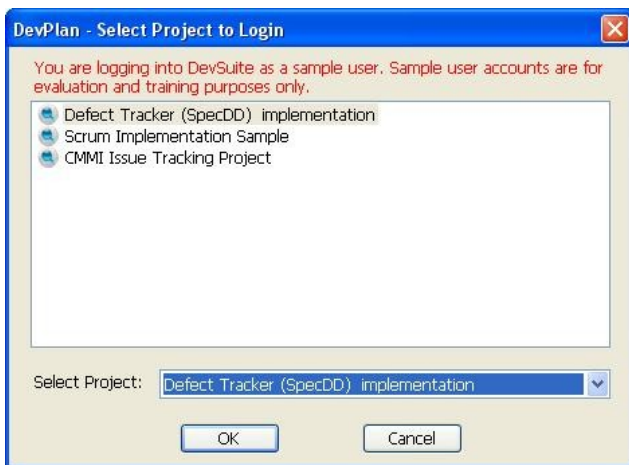 DevPlan - Select Project to Login
You are logging into DevSuite as a sample user. Sample user accounts are for
evaluation and training purposes only.
Defect Tracker (SpecDD) implementation
Scrum Implementation Sample
CMMI Issue Tracking Project
Select Project: Defect Tracker (SpecDD) implementation
OK Cancel